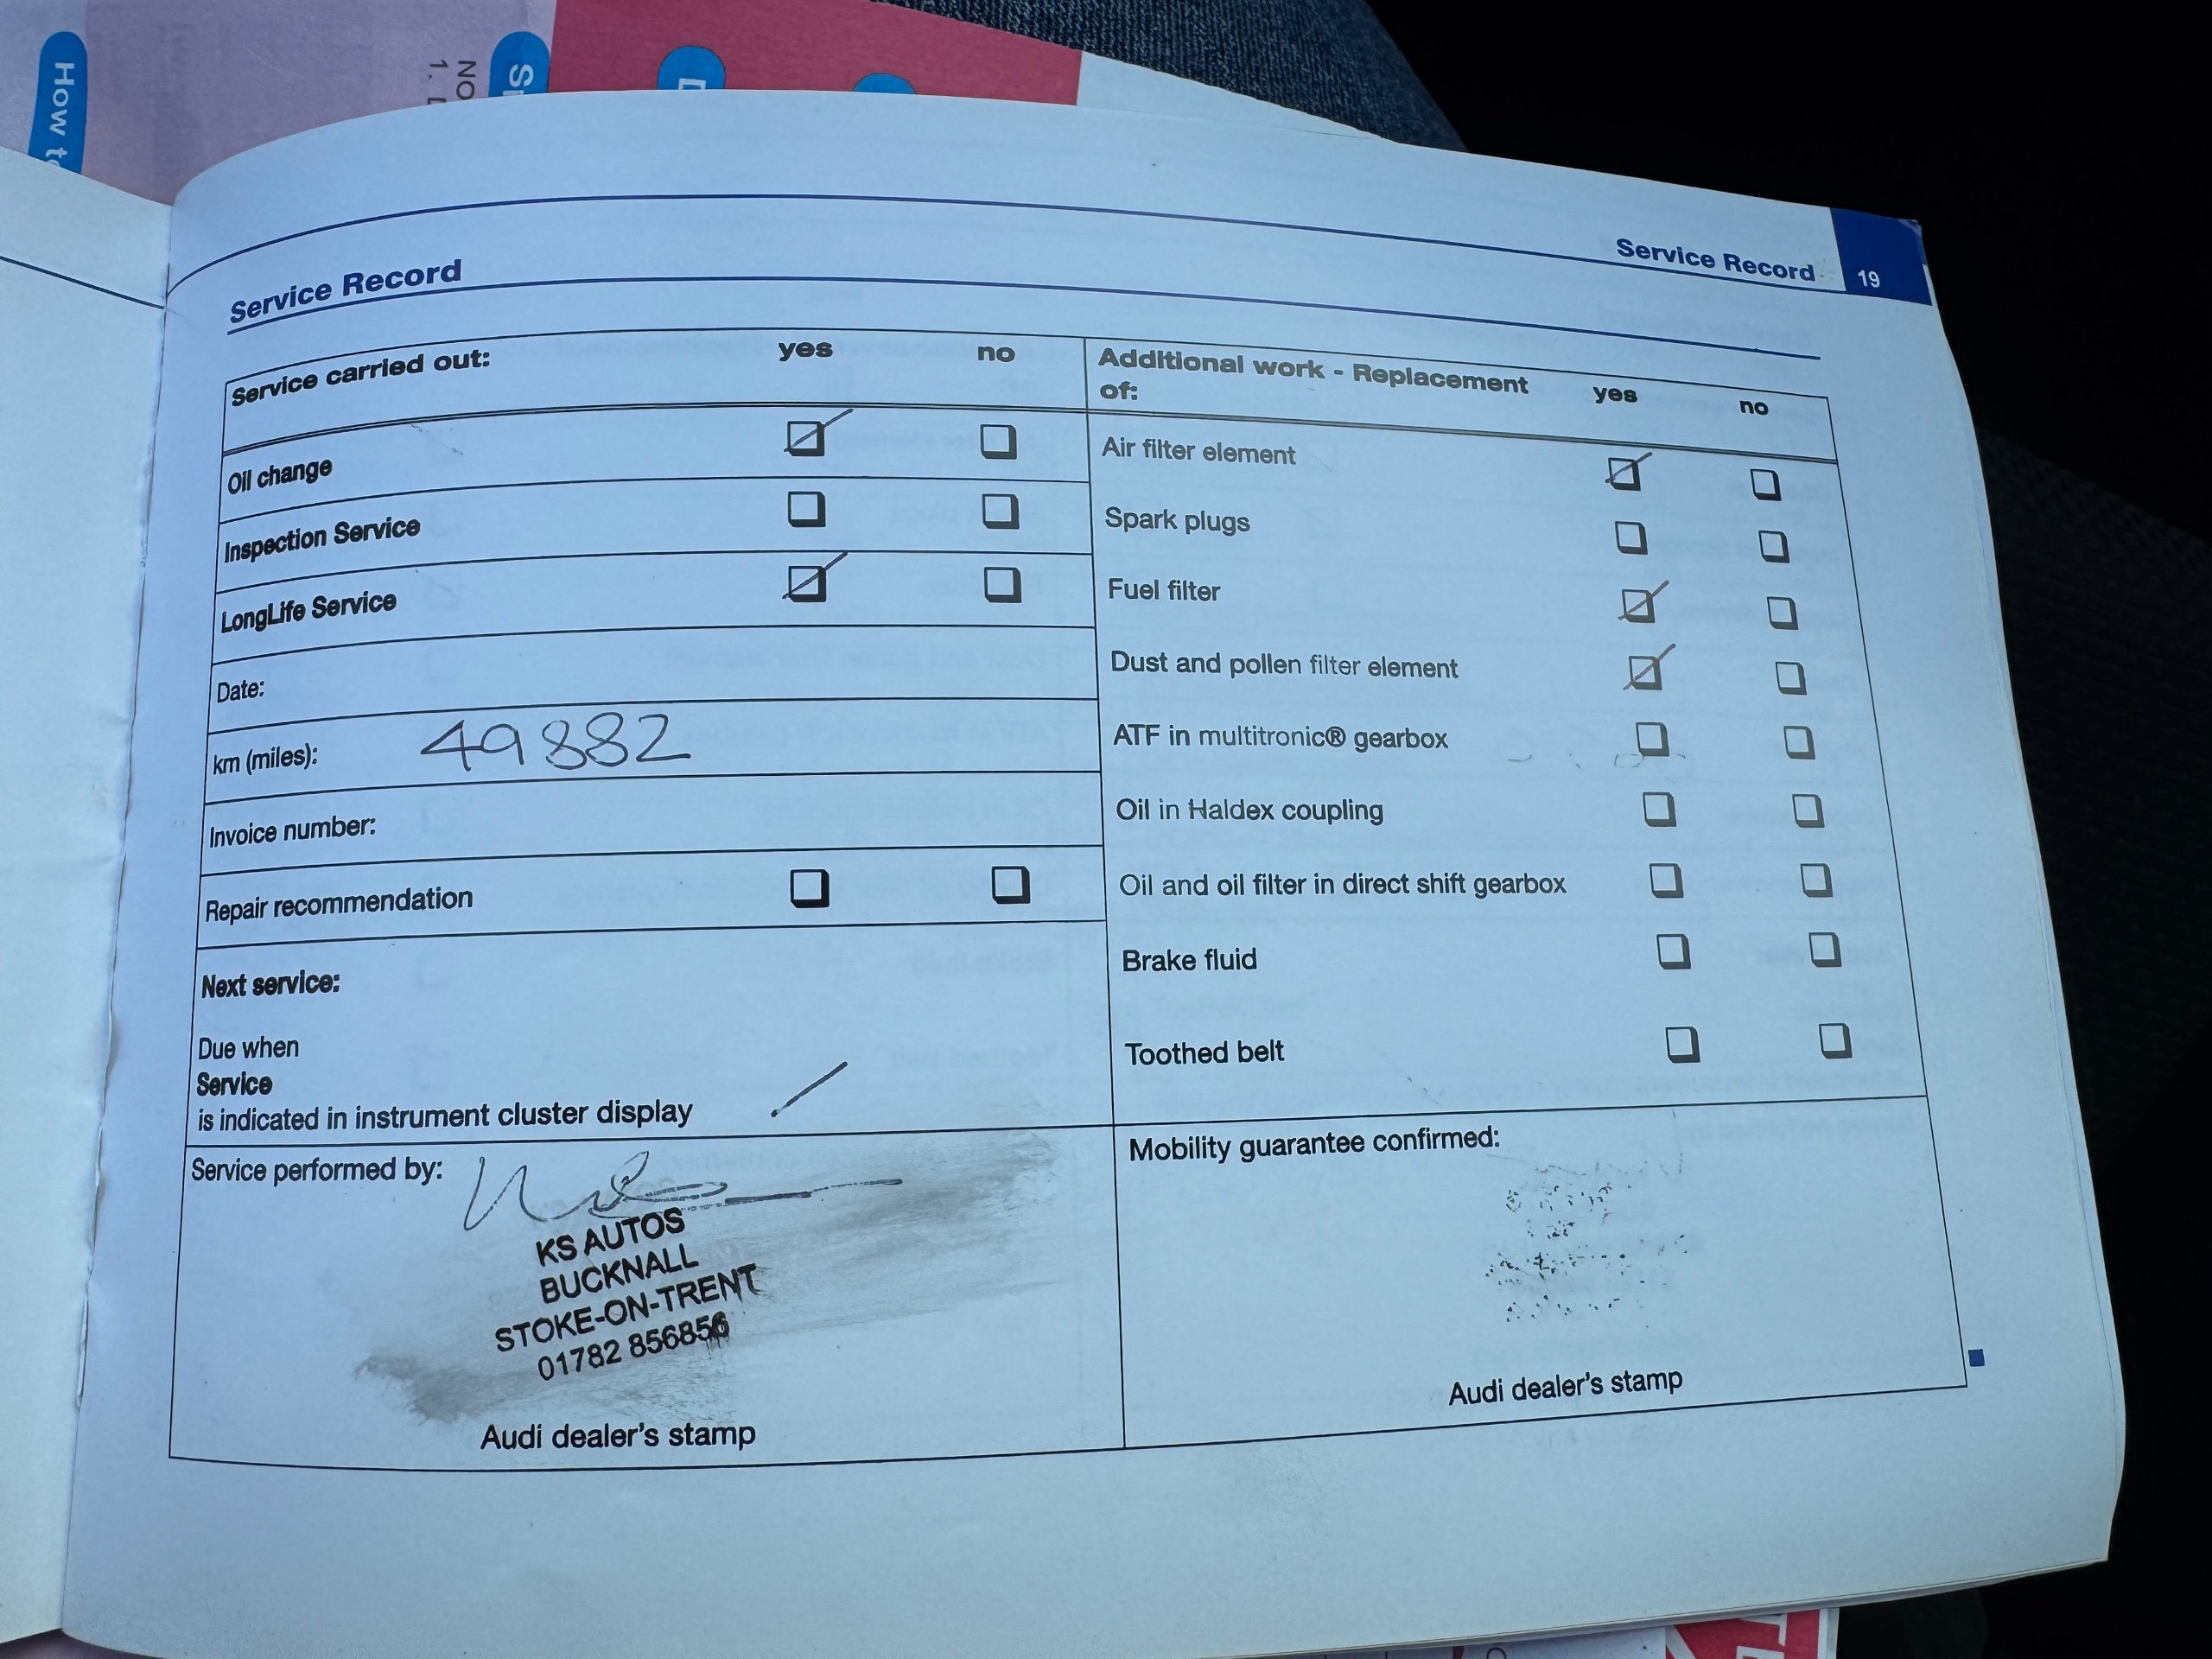 How t
NO
1.
S
Service Record 19
Service Record
Service carried out: yes no
Oil change
Inspection Service
LongLife Service
Date:
km (miles): 49882
Invoice number:
Repair recommendation
Next service:
Due when
Service
is indicated in instrument cluster display
Service performed by:
KS AUTOS
BUCKNALL
STOKE-ON-TRENT
01782 856856
Audi dealer's stamp
Additional work - Replacement
of: yes no
Air filter element
Spark plugs
Fuel filter
Dust and pollen filter element
ATF in multitronic® gearbox
Oil in Haldex coupling
Oil and oil filter in direct shift gearbox
Brake fluid
Toothed belt
Mobility guarantee confirmed:
Audi dealer's stamp